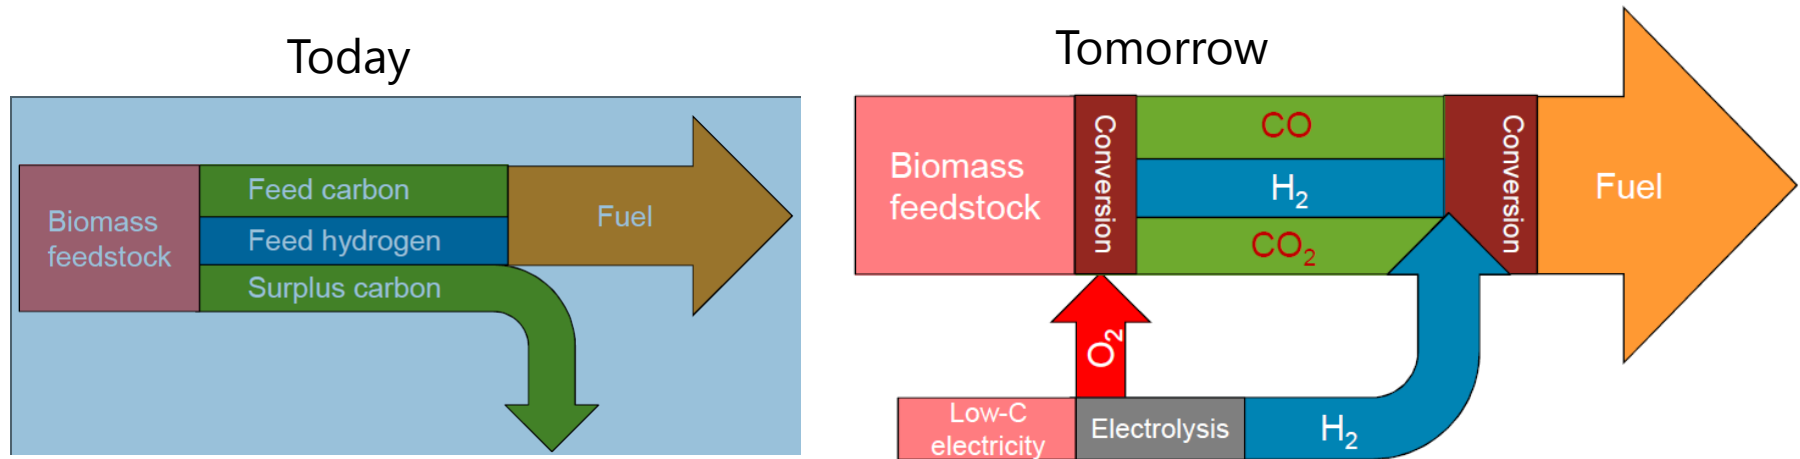 Today
Biomass
feedstock
Feed carbon
Feed hydrogen
Surplus carbon
Fuel
Tomorrow
Biomass
feedstock
Conversion
CO
H₂
CO₂
Conversion
Fuel
O₂
Low-C
electricity
Electrolysis
H₂